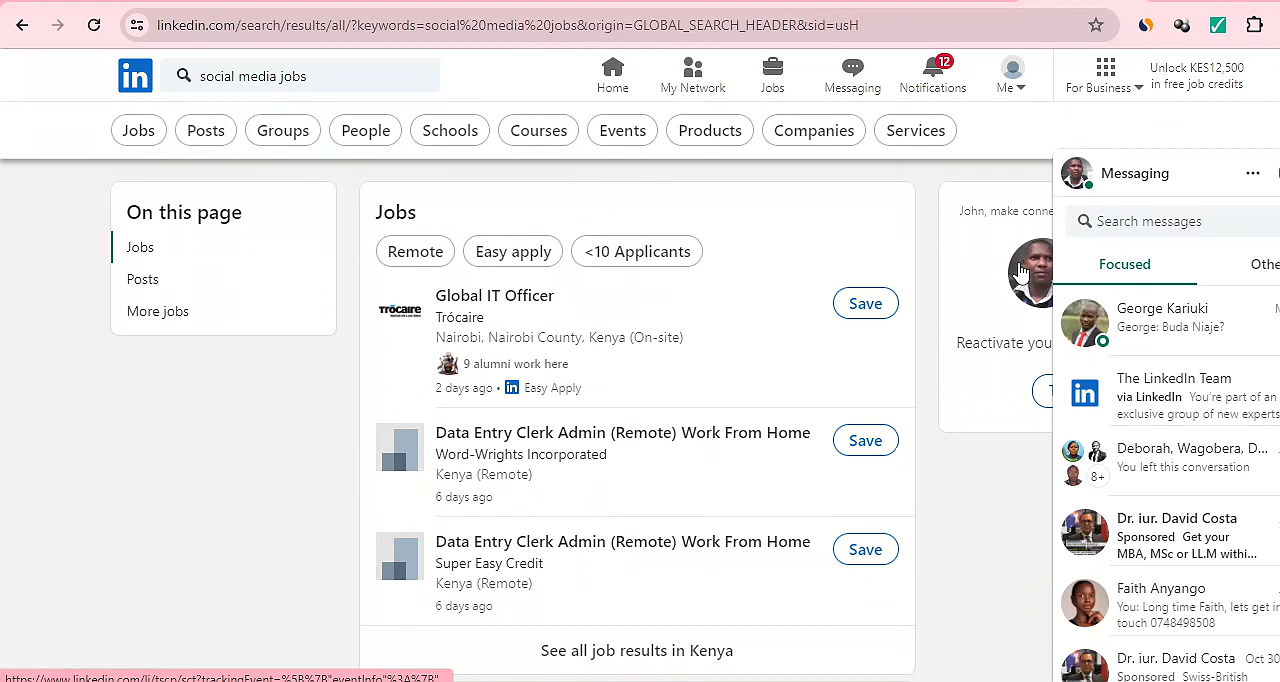 linkedin.com/search/results/all/?keywords=social%20media%20jobs&origin=GLOBAL_SEARCH_HEADER&sid=usH
in
social media jobs
Home
My Network
Jobs
Messaging
12
Notifications
Me
For Business
Unlock KES12,500
in free job credits
Jobs
Posts
Groups
People
Schools
Courses
Events
Products
Companies
Services
On this page
Jobs
Posts
More jobs
Jobs
Remote
Easy apply
<10 Applicants
Trócaire
Global IT Officer
Trócaire
Nairobi, Nairobi County, Kenya (On-site)
9 alumni work here
2 days ago • in Easy Apply
Save
Data Entry Clerk Admin (Remote) Work From Home
Word-Wrights Incorporated
Kenya (Remote)
6 days ago
Save
Data Entry Clerk Admin (Remote) Work From Home
Super Easy Credit
Kenya (Remote)
6 days ago
Save
See all job results in Kenya
John, make conne
Reactivate you
Messaging
Search messages
Focused
Othe
George Kariuki
George: Buda Niaje?
in
The LinkedIn Team
via LinkedIn You're part of an
exclusive group of new experts
Deborah, Wagobera, D...
You left this conversation
8+
Dr. iur. David Costa
Sponsored Get your
MBA, MSc or LL.M withi...
Faith Anyango
You: Long time Faith, lets get in
touch 0748498508
Dr. iur. David Costa Oct 30
Sponsored Swiss-British